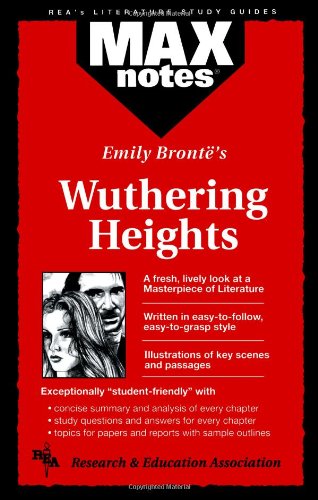 REA's LITERATURE STUDY GUIDES
MAX
notes®
Emily Brontë's
Wuthering
Heights
A fresh, lively look at a
Masterpiece of Literature
Written in easy-to-follow,
easy-to-grasp style
Illustrations of key scenes
and passages
Exceptionally "student-friendly" with
• concise summary and analysis of every chapter
• study questions and answers for every chapter
• topics for papers and reports with sample outlines
REA
Research & Education Association